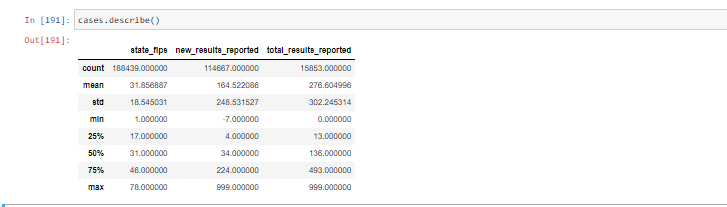 In [191]: cases.describe()
Out[191]:
state_fips new_results_reported total_results_reported
count 188439.000000 114667.000000 15853.000000
mean 31.856887 164.522086 276.604996
std 18.545031 248.531527 302.245314
min 1.000000 -7.000000 0.000000
25% 17.000000 4.000000 13.000000
50% 31.000000 34.000000 136.000000
75% 46.000000 224.000000 493.000000
max 78.000000 999.000000 999.000000